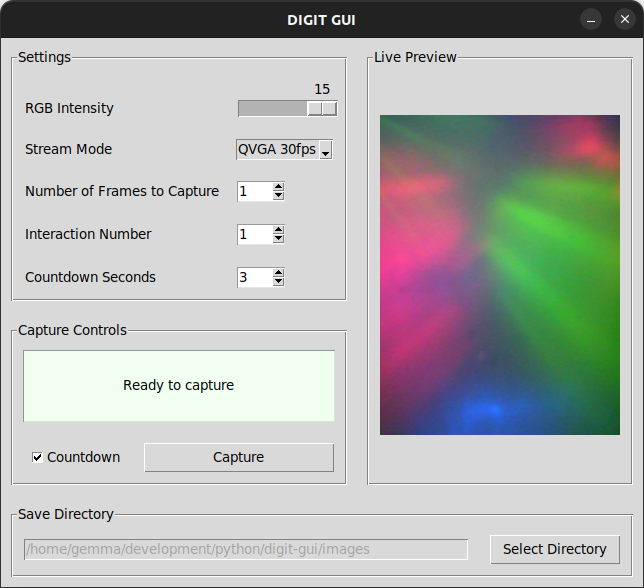 DIGIT GUI
Settings
15
RGB Intensity
Stream Mode QVGA 30fps
Number of Frames to Capture 1
Interaction Number 1
Countdown Seconds 3
Live Preview
Capture Controls
Ready to capture
Countdown Capture
Save Directory
/home/gemma/development/python/digit-gui/images Select Directory